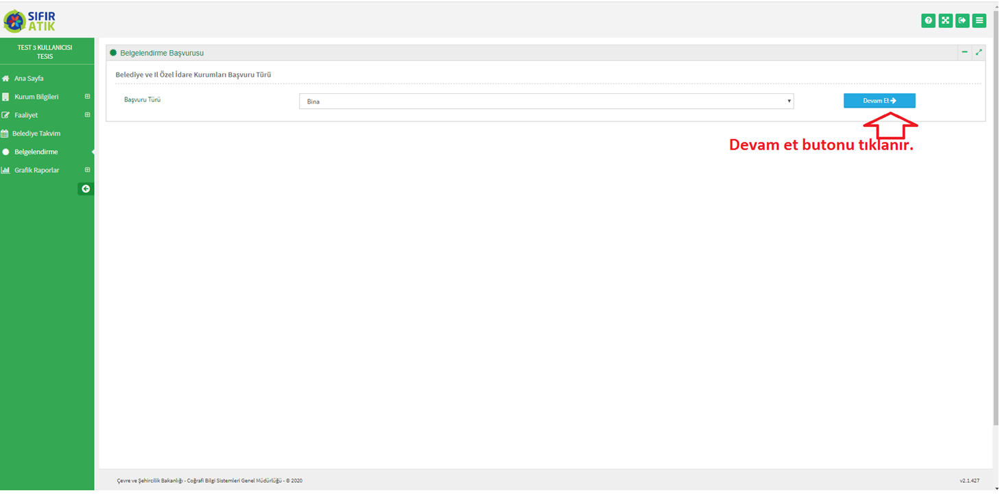 SIFIR
ATIK
TEST 3 KULLANICISI
TESIS
Ana Sayfa
Kurum Bilgileri
Faaliyet
Belediye Takvim
Belgelendirme
Grafik Raporlar
Belgelendirme Başvurusu
Belediye ve Il Özel İdare Kurumları Başvuru Türü
Başvuru Türü
Bina
Devam Et
Devam et butonu tıklanır.
Çevre ve Şehircilik Bakanlığı - Coğrafi Bilgi Sistemleri Genel Müdürlüğü - © 2020
v2.1.427